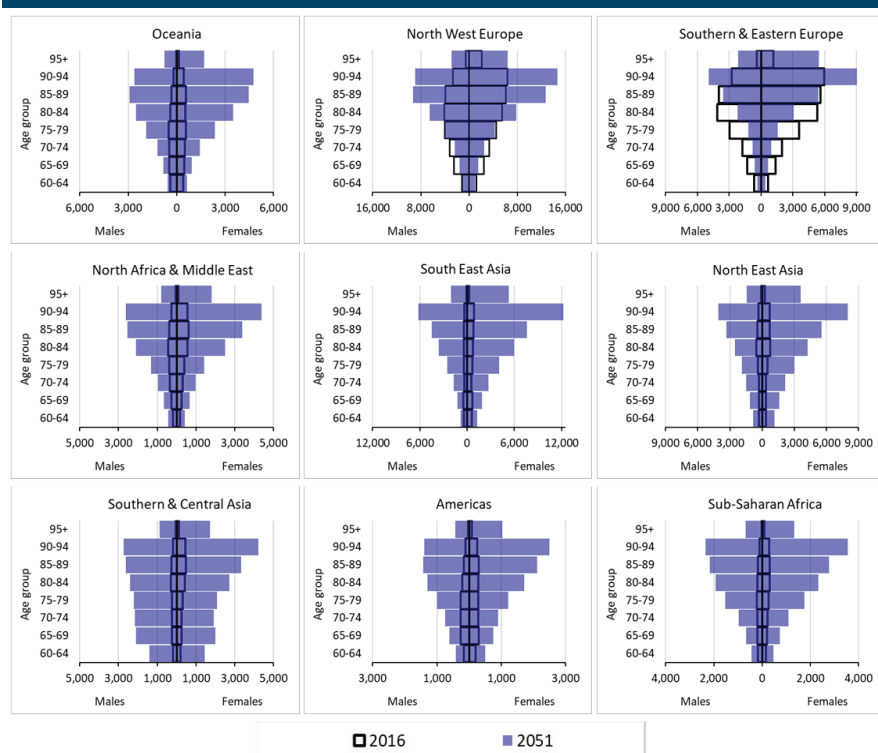 Oceania
Age group
95+
90-94
85-89
80-84
75-79
70-74
65-69
60-64
6,000 3,000 0 3,000 6,000
Males Females
North West Europe
Age group
95+
90-94
85-89
80-84
75-79
70-74
65-69
60-64
16,000 8,000 0 8,000 16,000
Males Females
Southern & Eastern Europe
Age group
95+
90-94
85-89
80-84
75-79
70-74
65-69
60-64
9,000 6,000 3,000 0 3,000 6,000 9,000
Males Females
North Africa & Middle East
Age group
95+
90-94
85-89
80-84
75-79
70-74
65-69
60-64
5,000 3,000 1,000 1,000 3,000 5,000
Males Females
South East Asia
Age group
95+
90-94
85-89
80-84
75-79
70-74
65-69
60-64
12,000 6,000 0 6,000 12,000
Males Females
North East Asia
Age group
95+
90-94
85-89
80-84
75-79
70-74
65-69
60-64
9,000 6,000 3,000 0 3,000 6,000 9,000
Males Females
Southern & Central Asia
Age group
95+
90-94
85-89
80-84
75-79
70-74
65-69
60-64
5,000 3,000 1,000 1,000 3,000 5,000
Males Females
Americas
Age group
95+
90-94
85-89
80-84
75-79
70-74
65-69
60-64
3,000 1,000 1,000 3,000
Males Females
Sub-Saharan Africa
Age group
95+
90-94
85-89
80-84
75-79
70-74
65-69
60-64
4,000 2,000 0 2,000 4,000
Males Females
2016 2051